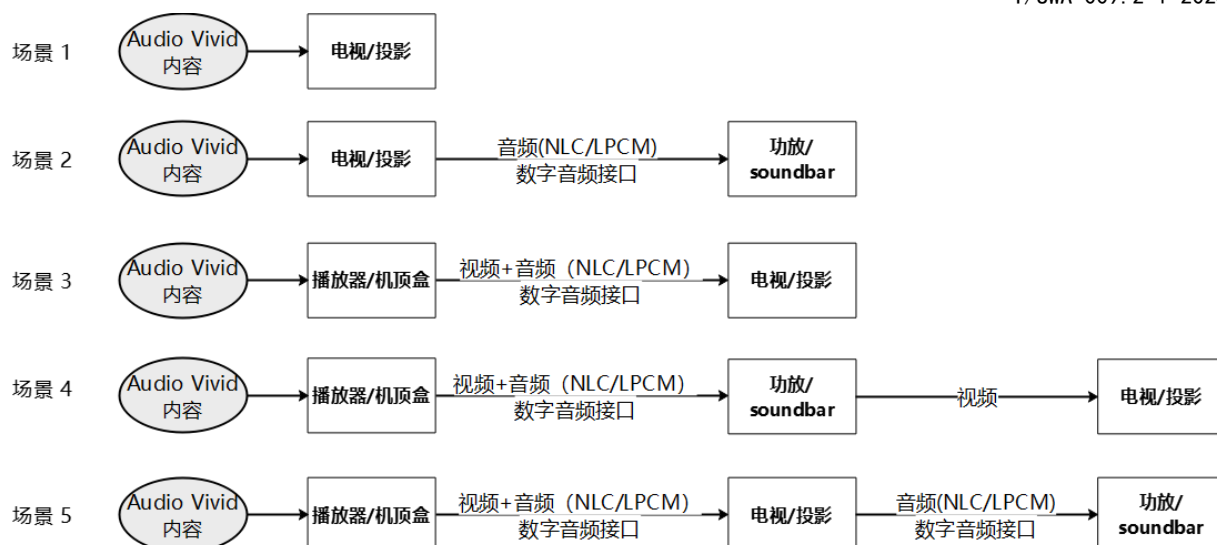 场景 1
Audio Vivid
内容
电视/投影
场景 2
Audio Vivid
内容
电视/投影
音频(NLC/LPCM)
数字音频接口
功放/
soundbar
场景 3
Audio Vivid
内容
播放器/机顶盒
视频+音频（NLC/LPCM）
数字音频接口
电视/投影
场景 4
Audio Vivid
内容
播放器/机顶盒
视频+音频（NLC/LPCM）
数字音频接口
功放/
soundbar
视频
电视/投影
场景 5
Audio Vivid
内容
播放器/机顶盒
视频+音频（NLC/LPCM）
数字音频接口
电视/投影
音频(NLC/LPCM)
数字音频接口
功放/
soundbar